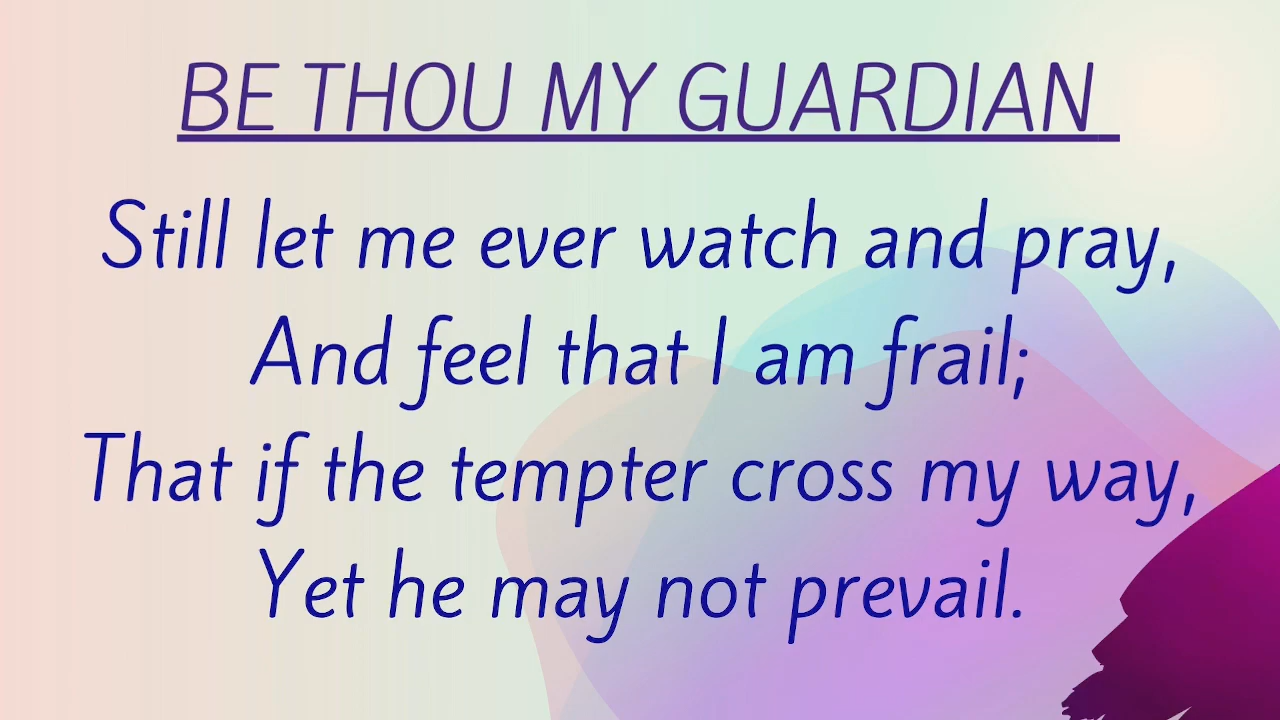 BE THOU MY GUARDIAN
Still let me ever watch and pray,
And feel that I am frail;
That if the tempter cross my way,
Yet he may not prevail.